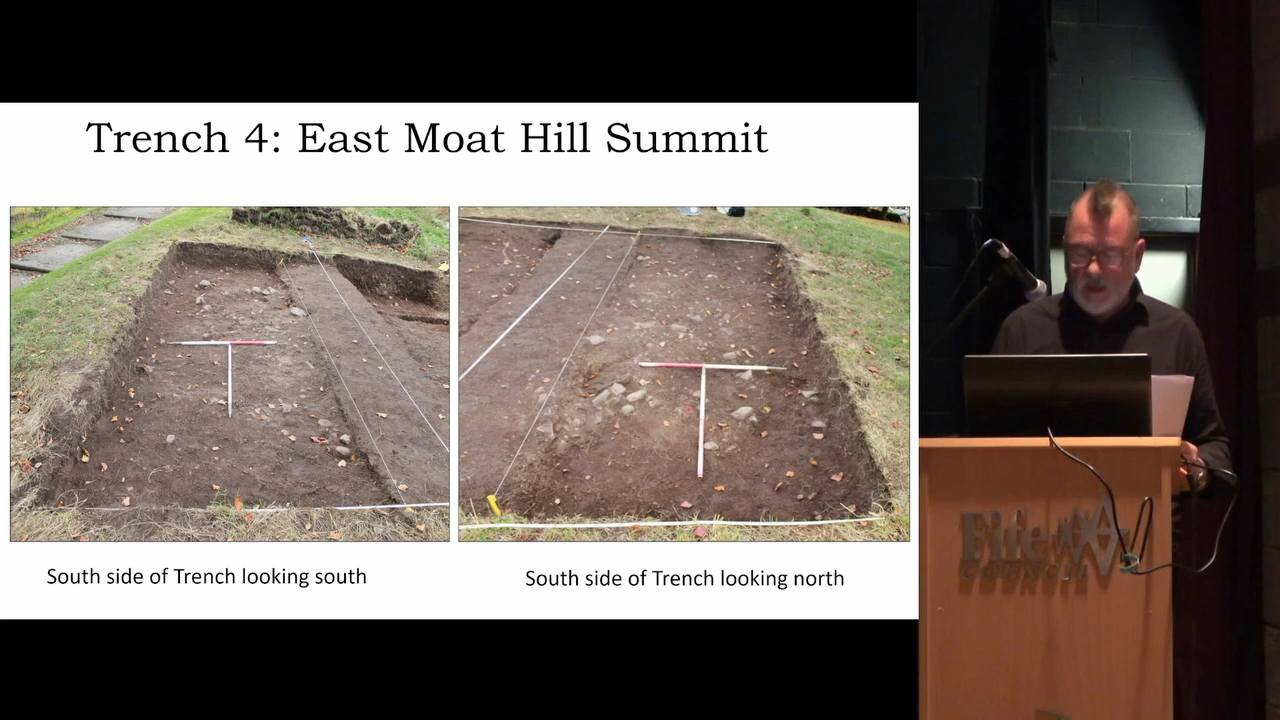 Trench 4: East Moat Hill Summit
South side of Trench looking south
South side of Trench looking north
Fife
COUNCIL